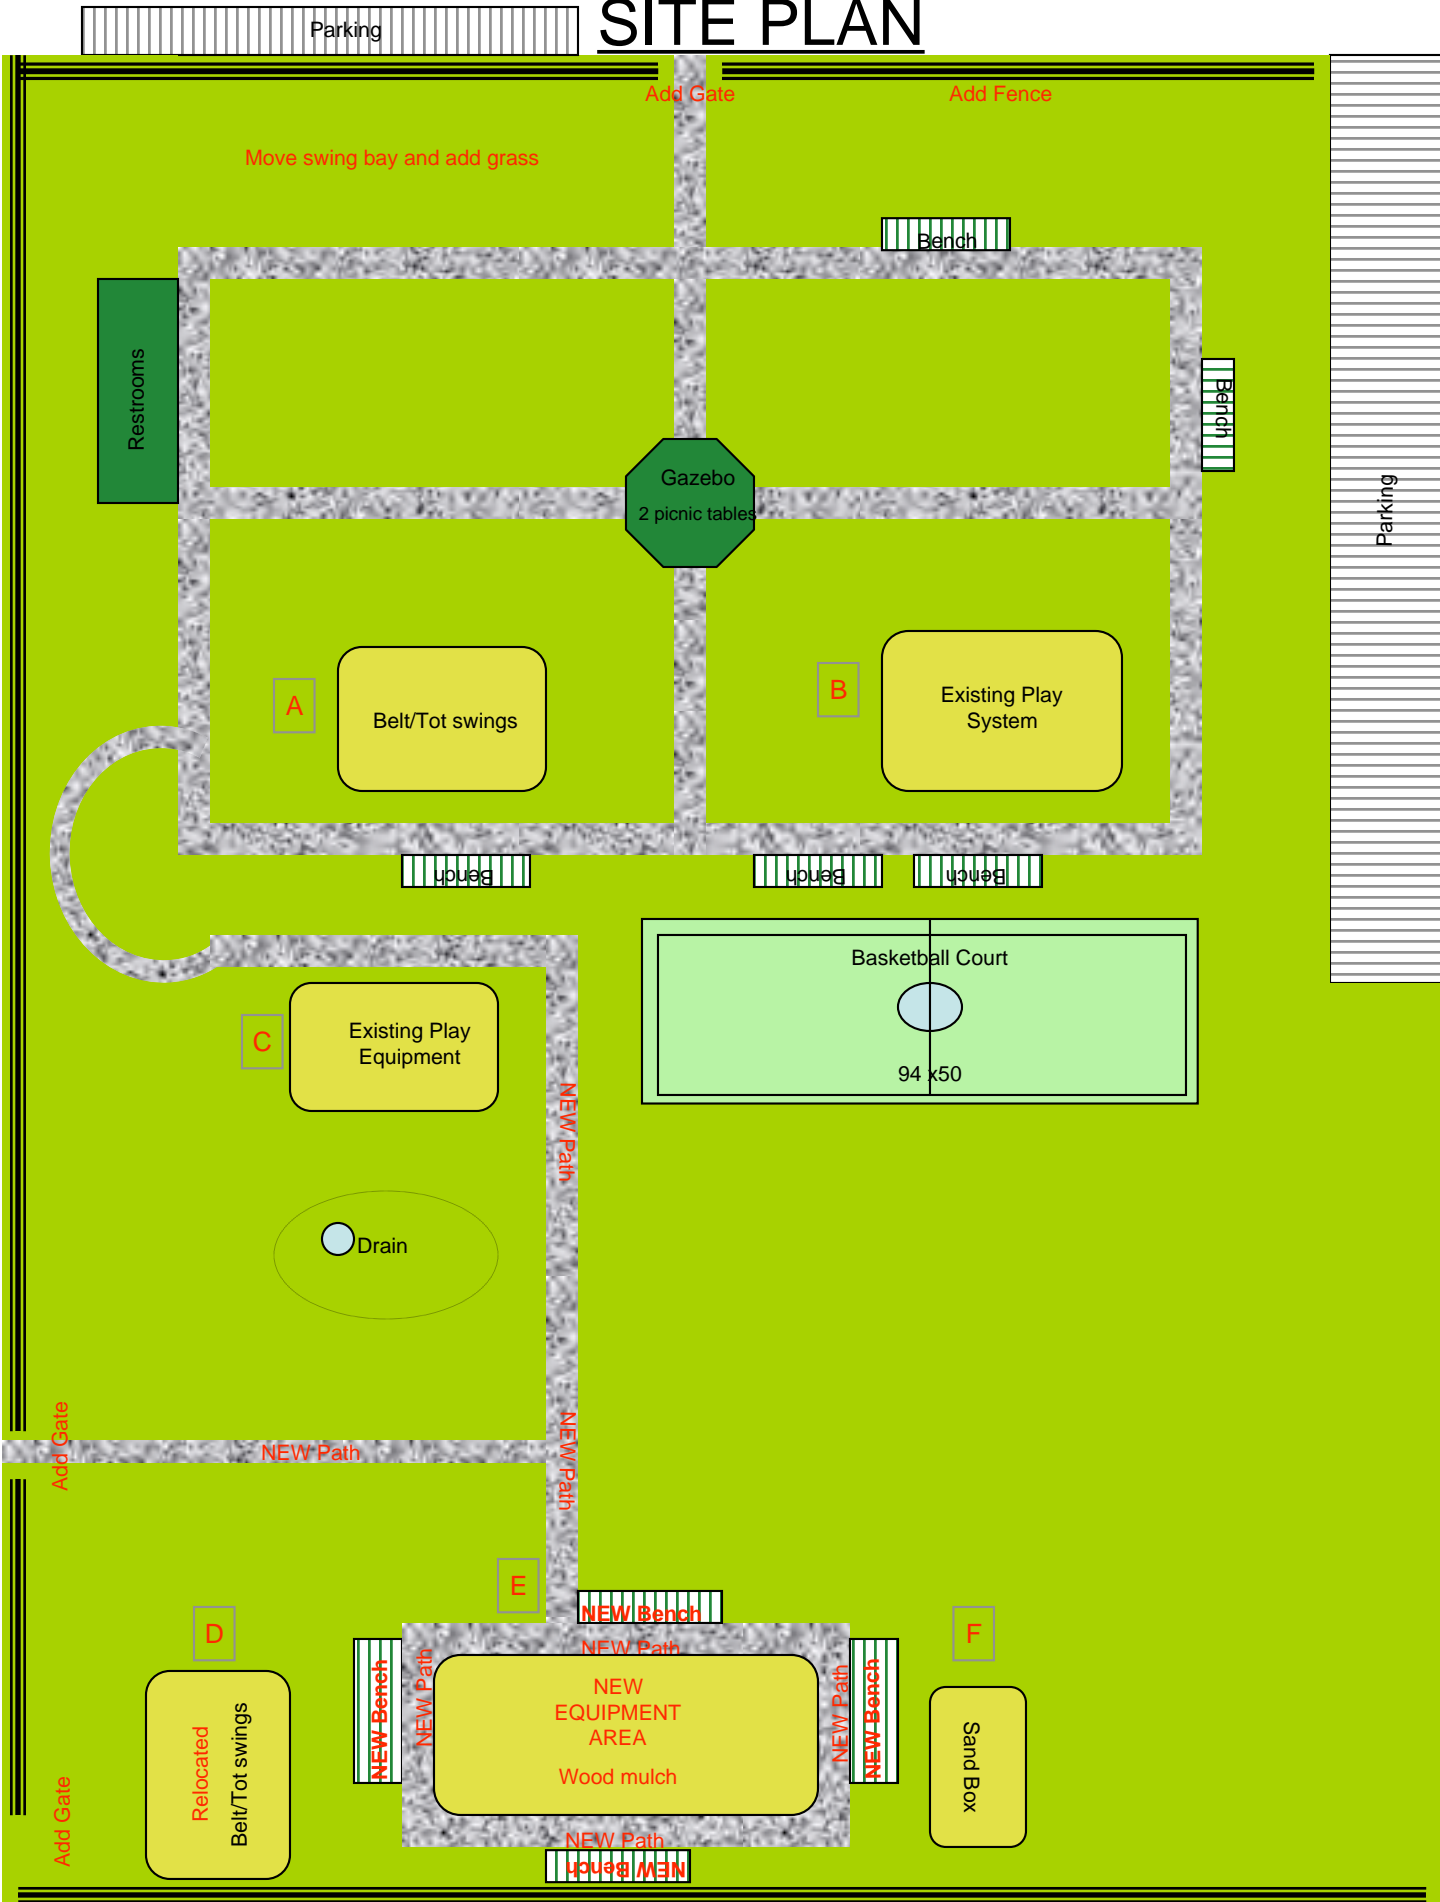 SITE PLAN
Parking
Add Gate
Add Fence
Move swing bay and add grass
Bench
Restrooms
Bench
Gazebo
2 picnic tables
Parking
A
Belt/Tot swings
B
Existing Play
System
Bench
Bench
Bench
Basketball Court
94 x50
C
Existing Play
Equipment
NEW Path
Drain
Add Gate
NEW Path
NEW Path
E
NEW Bench
D
F
NEW Path
NEW Bench
NEW Path
NEW
EQUIPMENT
AREA
Wood mulch
NEW Path
NEW Bench
Relocated
Belt/Tot swings
Sand Box
Add Gate
NEW Path
NEW Bench